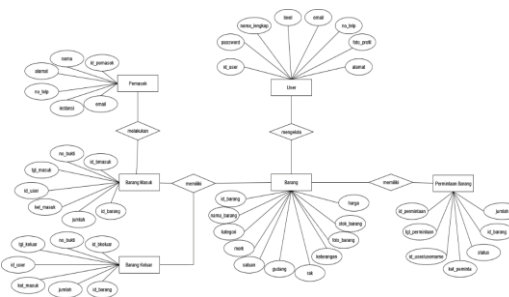 level
email
nama_lengkap
no_telp
password
foto_profil
id_user
alamat
User
nama
id_pemasok
alamat
no_telp
instansi
email
Pemasok
melakukan
mengelola
no_bukti
id_bmasuk
tgl_masuk
id_user
ket_masuk
jumlah
id_barang
Barang Masuk
memiliki
Barang
memiliki
Permintaan Barang
id_barang
nama_barang
kategori
merk
satuan
gudang
rak
keterangan
foto_barang
stok_barang
harga
id_permintaan
tgl_permintaan
id_user/username
ket_peminta
status
id_barang
jumlah
no_bukti
id_bkeluar
tgl_keluar
id_user
ket_masuk
jumlah
id_barang
Barang Keluar